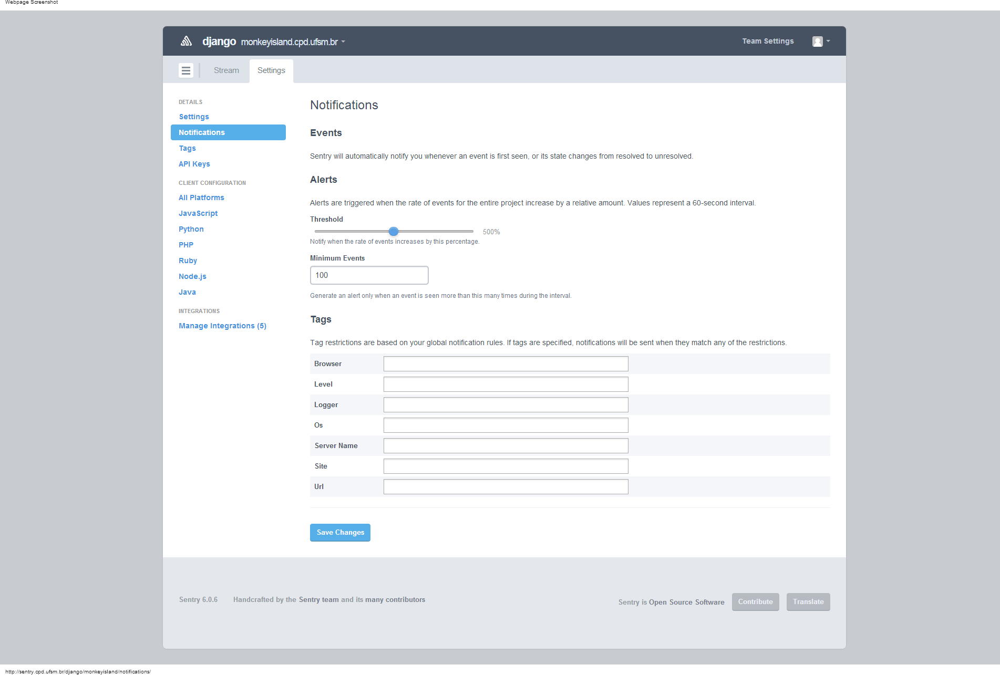 Webpage Screenshot
django monkeyisland.cpd.ufsm.br
Team Settings
Stream
Settings
DETAILS
Settings
Notifications
Tags
API Keys
CLIENT CONFIGURATION
All Platforms
JavaScript
Python
PHP
Ruby
Node.js
Java
INTEGRATIONS
Manage Integrations (5)
Notifications
Events
Sentry will automatically notify you whenever an event is first seen, or its state changes from resolved to unresolved.
Alerts
Alerts are triggered when the rate of events for the entire project increase by a relative amount. Values represent a 60-second interval.
Threshold
500%
Notify when the rate of events increases by this percentage.
Minimum Events
100
Generate an alert only when an event is seen more than this many times during the interval.
Tags
Tag restrictions are based on your global notification rules. If tags are specified, notifications will be sent when they match any of the restrictions.
Browser
Level
Logger
Os
Server Name
Site
Url
Save Changes
Sentry 6.0.6
Handcrafted by the Sentry team and its many contributors
Sentry is Open Source Software
Contribute
Translate
http://sentry.cpd.ufsm.br/django/monkeyisland/notifications/